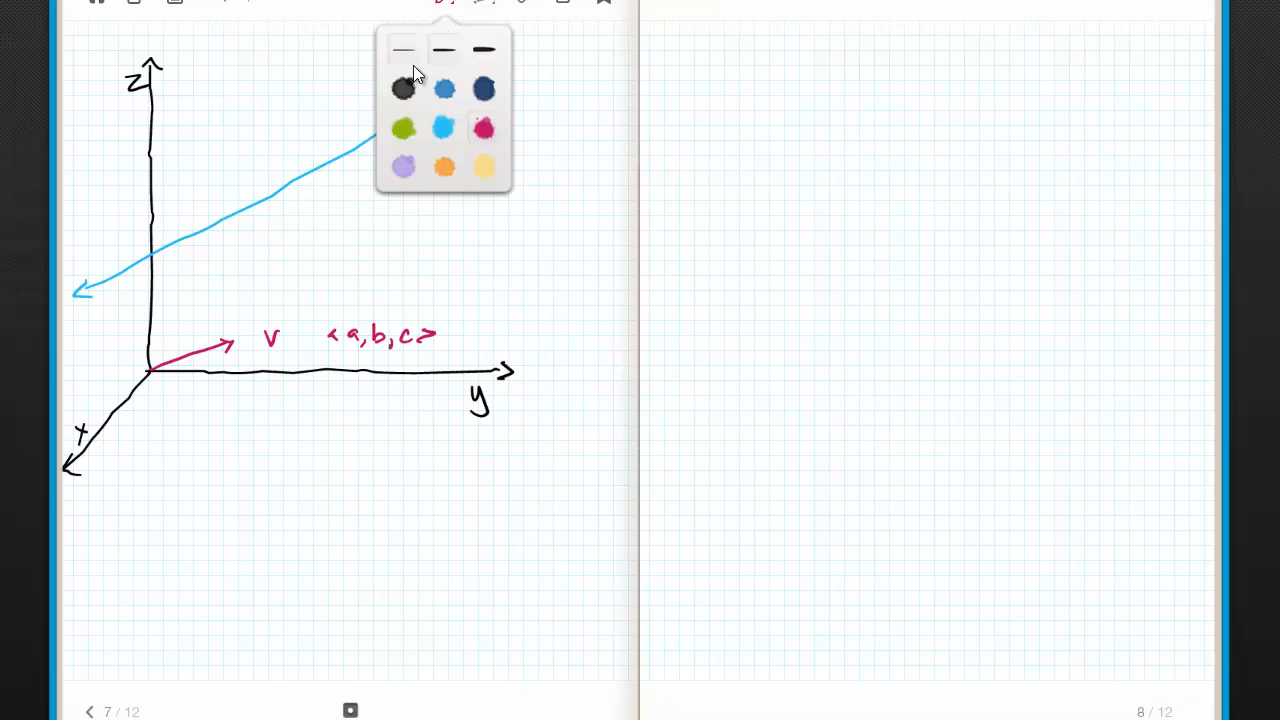 z
v <a,b,c>
y
x
7 / 12
8 / 12